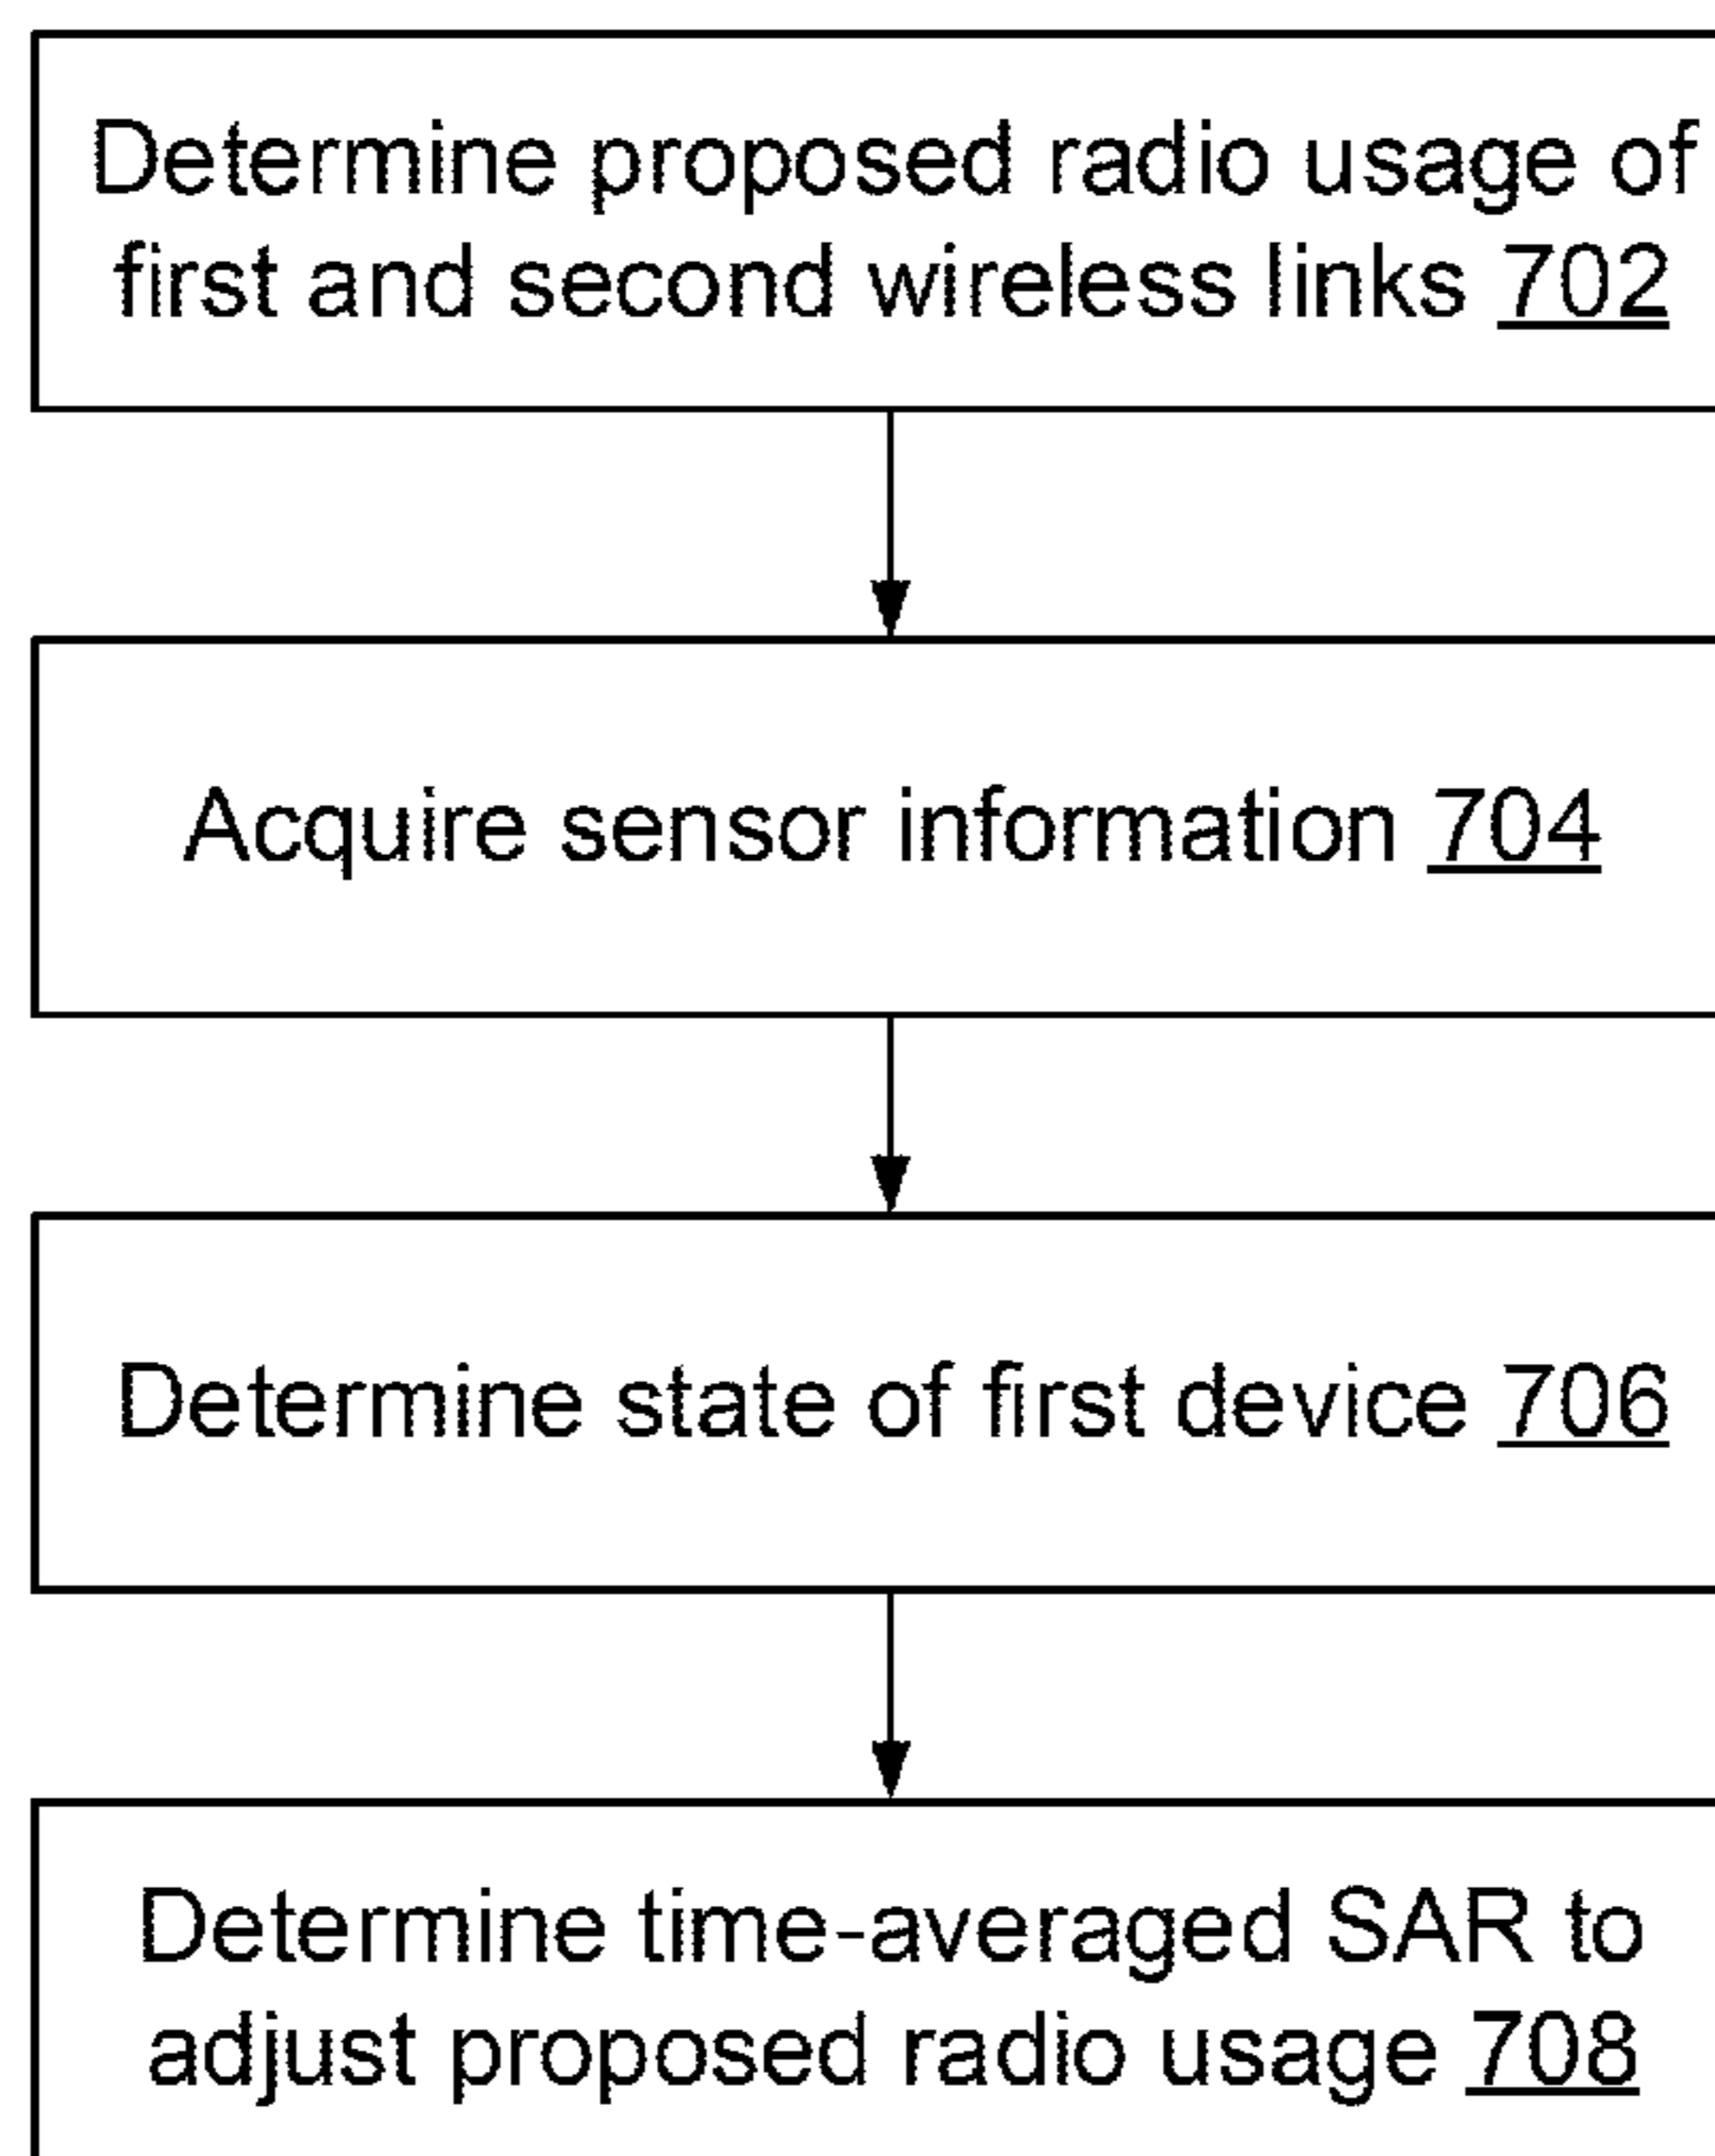 Determine proposed radio usage of
first and second wireless links 702
Acquire sensor information 704
Determine state of first device 706
Determine time-averaged SAR to
adjust proposed radio usage 708